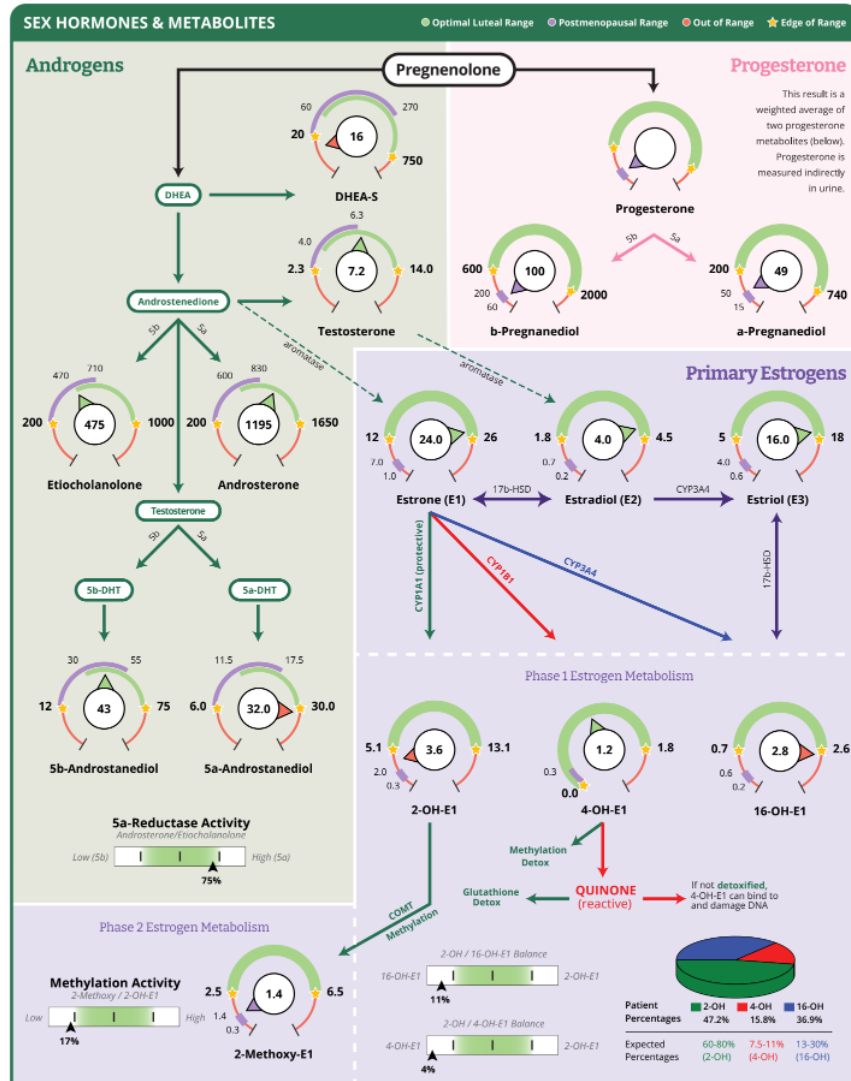 SEX HORMONES & METABOLITES
Optimal Luteal Range
Postmenopausal Range
Out of Range
Edge of Range
Androgens
Pregnenolone
Progesterone
This result is a
weighted average of
two progesterone
metabolites (below).
Progesterone is
measured indirectly
in urine.
60
270
20
16
750
DHEA-S
DHEA
Progesterone
6.3
4.0
2.3
7.2
14.0
Testosterone
5b
5a
600
100
2000
200
60
b-Pregnanediol
200
49
740
50
15
a-Pregnanediol
Androstenedione
5b
5a
aromatase
aromatase
Primary Estrogens
470
710
200
475
1000
Etiocholanolone
600
830
200
1195
1650
Androsterone
12
24.0
26
7.0
1.0
Estrone (E1)
17b-HSD
1.8
4.0
4.5
0.7
0.2
Estradiol (E2)
CYP3A4
5
16.0
18
4.0
0.6
Estriol (E3)
Testosterone
5b
5a
CYP1A1 (protective)
CYP1B1
CYP3A4
17b-HSD
5b-DHT
5a-DHT
30
55
12
43
75
5b-Androstanediol
11.5
17.5
6.0
32.0
30.0
5a-Androstanediol
Phase 1 Estrogen Metabolism
5.1
3.6
13.1
2.0
0.3
2-OH-E1
1.2
1.8
0.3
0.0
4-OH-E1
0.7
2.8
2.6
0.6
0.2
16-OH-E1
5a-Reductase Activity
Androsterone/Etiocholanolone
Low (5b)
High (5a)
75%
Methylation
Detox
Glutathione
Detox
QUINONE
(reactive)
If not detoxified,
4-OH-E1 can bind to
and damage DNA
COMT
Methylation
Phase 2 Estrogen Metabolism
Methylation Activity
2-Methoxy / 2-OH-E1
Low
High
17%
2.5
1.4
6.5
1.4
0.3
2-Methoxy-E1
2-OH / 16-OH-E1 Balance
16-OH-E1
2-OH-E1
11%
2-OH / 4-OH-E1 Balance
4-OH-E1
2-OH-E1
4%
Patient
Percentages
2-OH
4-OH
16-OH
47.2%
15.8%
36.9%
Expected
Percentages
60-80%
(2-OH)
7.5-11%
(4-OH)
13-30%
(16-OH)